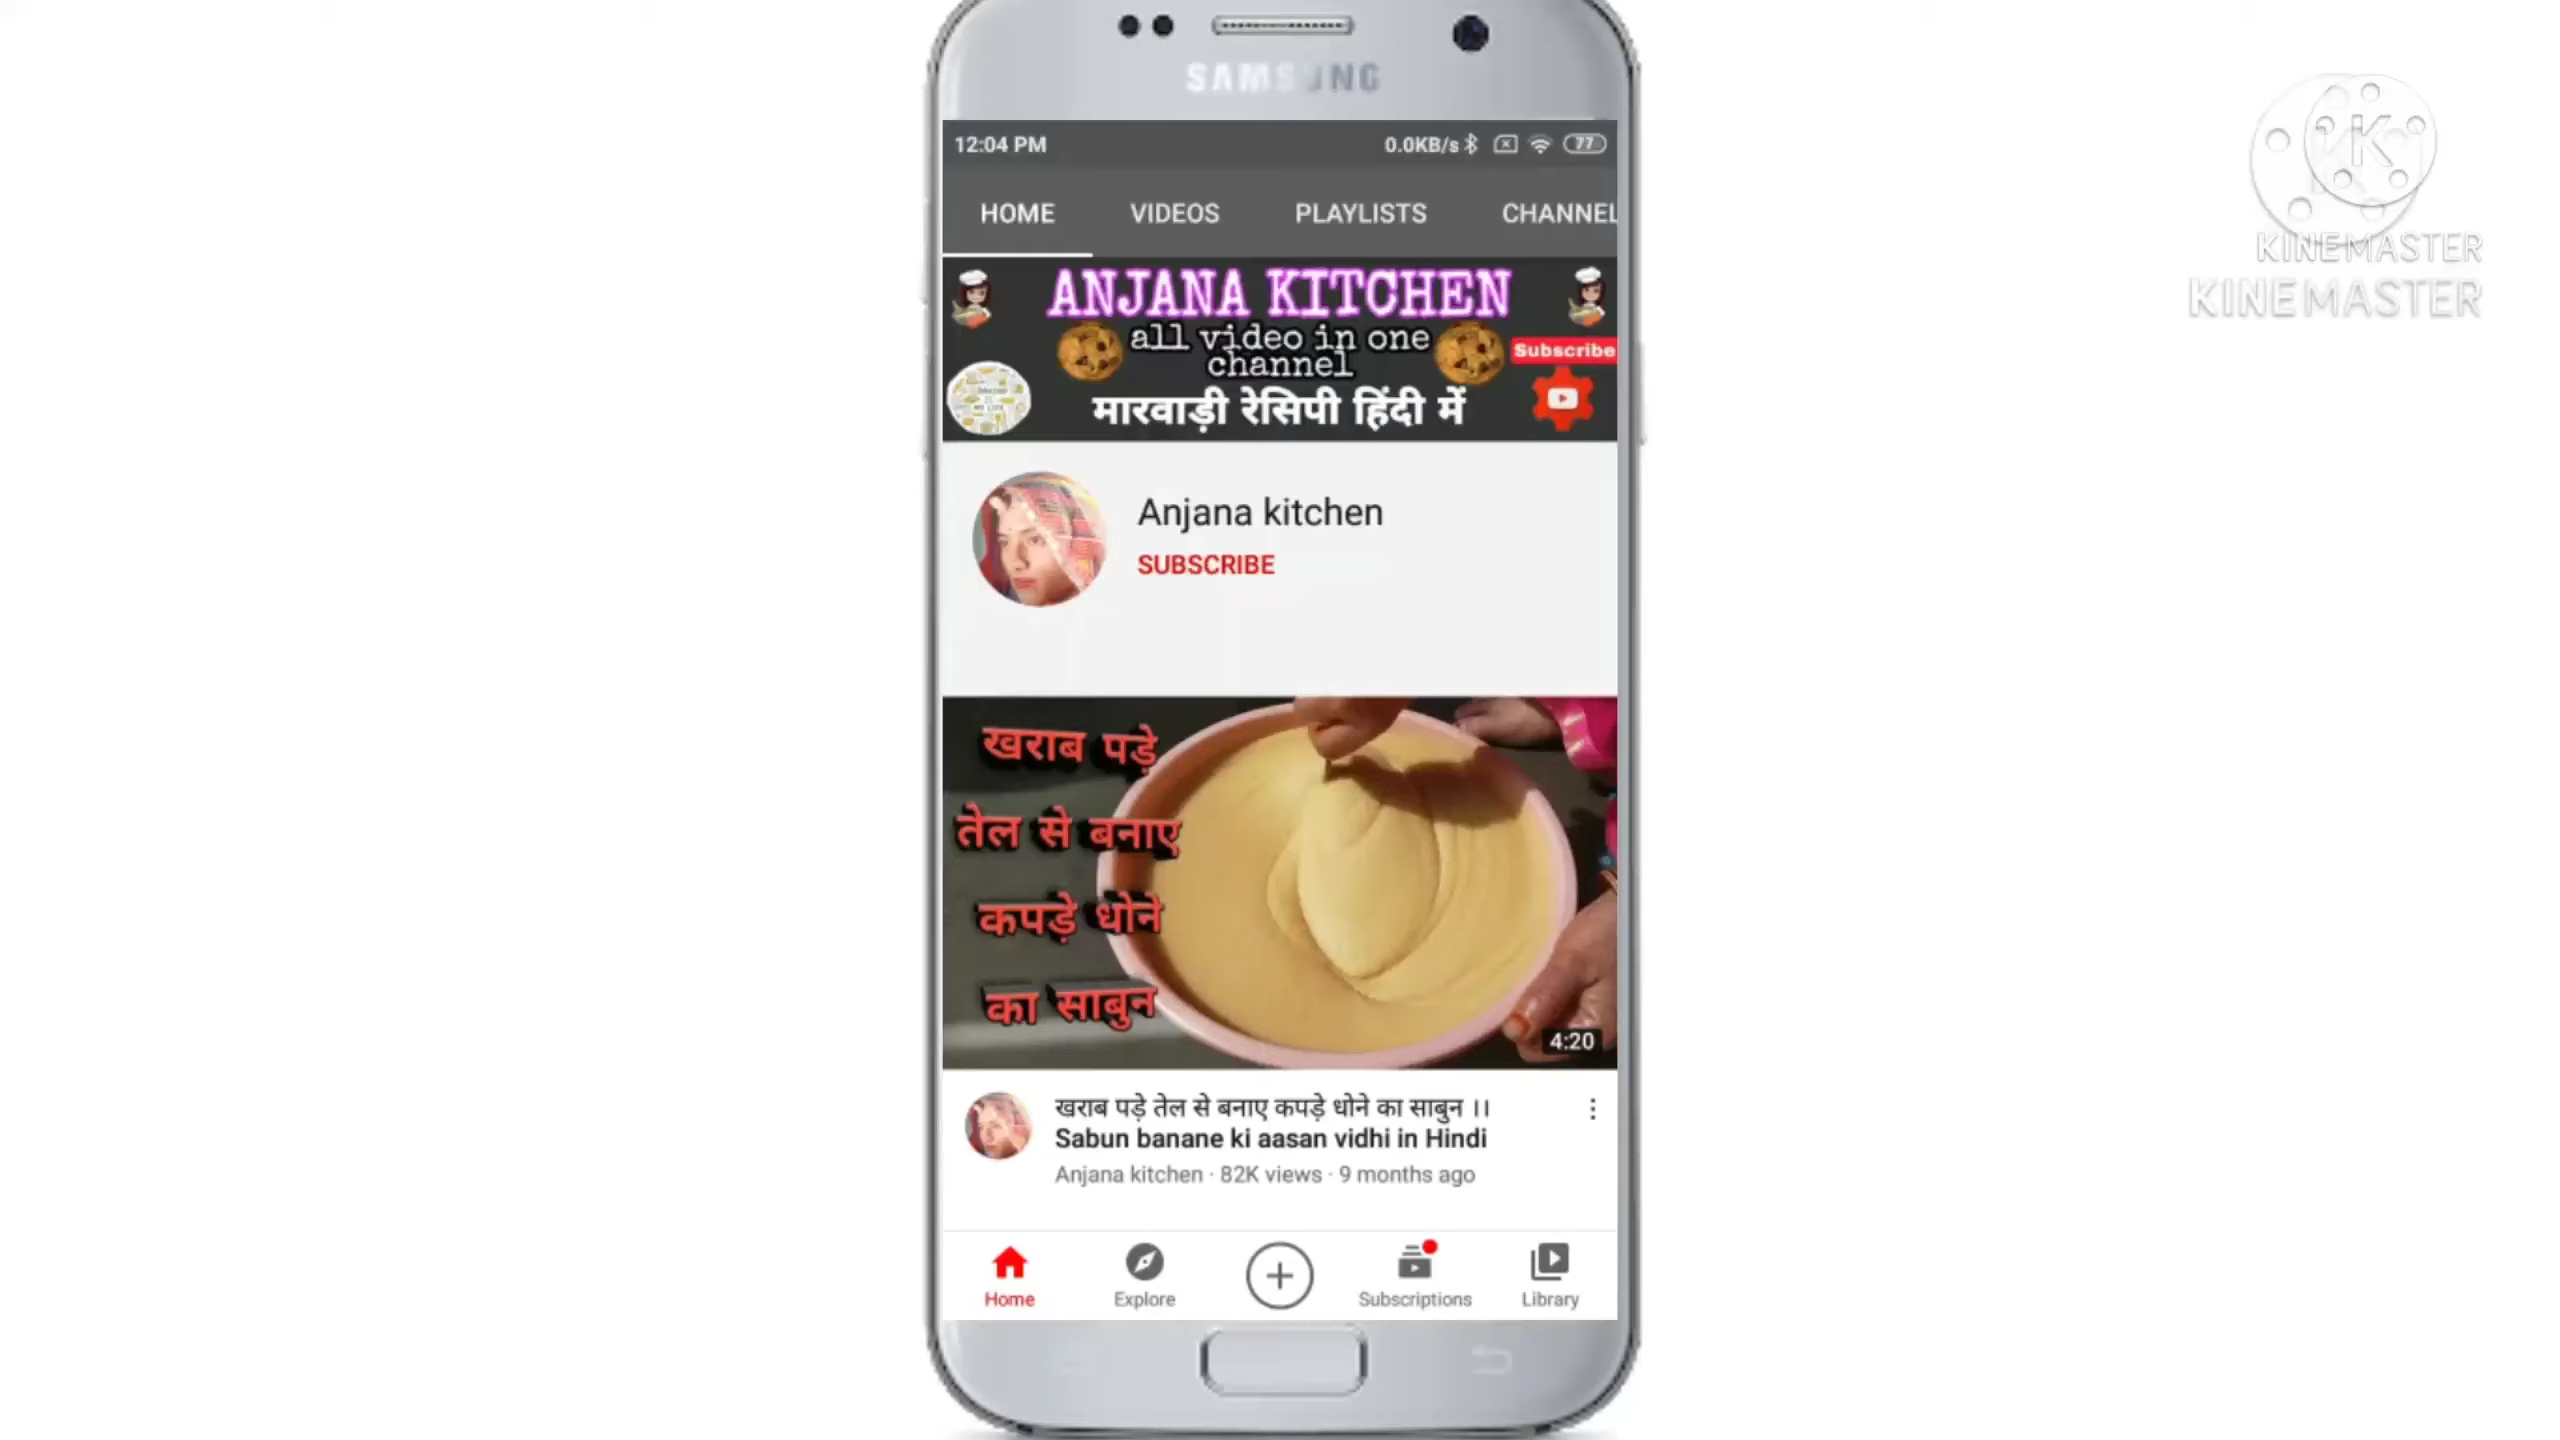 SAMSUNG
12:04 PM
0.0KB/s
77
HOME VIDEOS PLAYLISTS CHANNEL
ANJANA KITCHEN
all video in one
channel
Subscribe
मारवाड़ी रेसिपी हिंदी में
Anjana kitchen
SUBSCRIBE
खराब पड़े
तेल से बनाए
कपड़े धोने
का साबुन
4:20
खराब पड़े तेल से बनाए कपड़े धोने का साबुन ।।
Sabun banane ki aasan vidhi in Hindi
Anjana kitchen · 82K views · 9 months ago
Home Explore Subscriptions Library
K
KINEMASTER
KINEMASTER